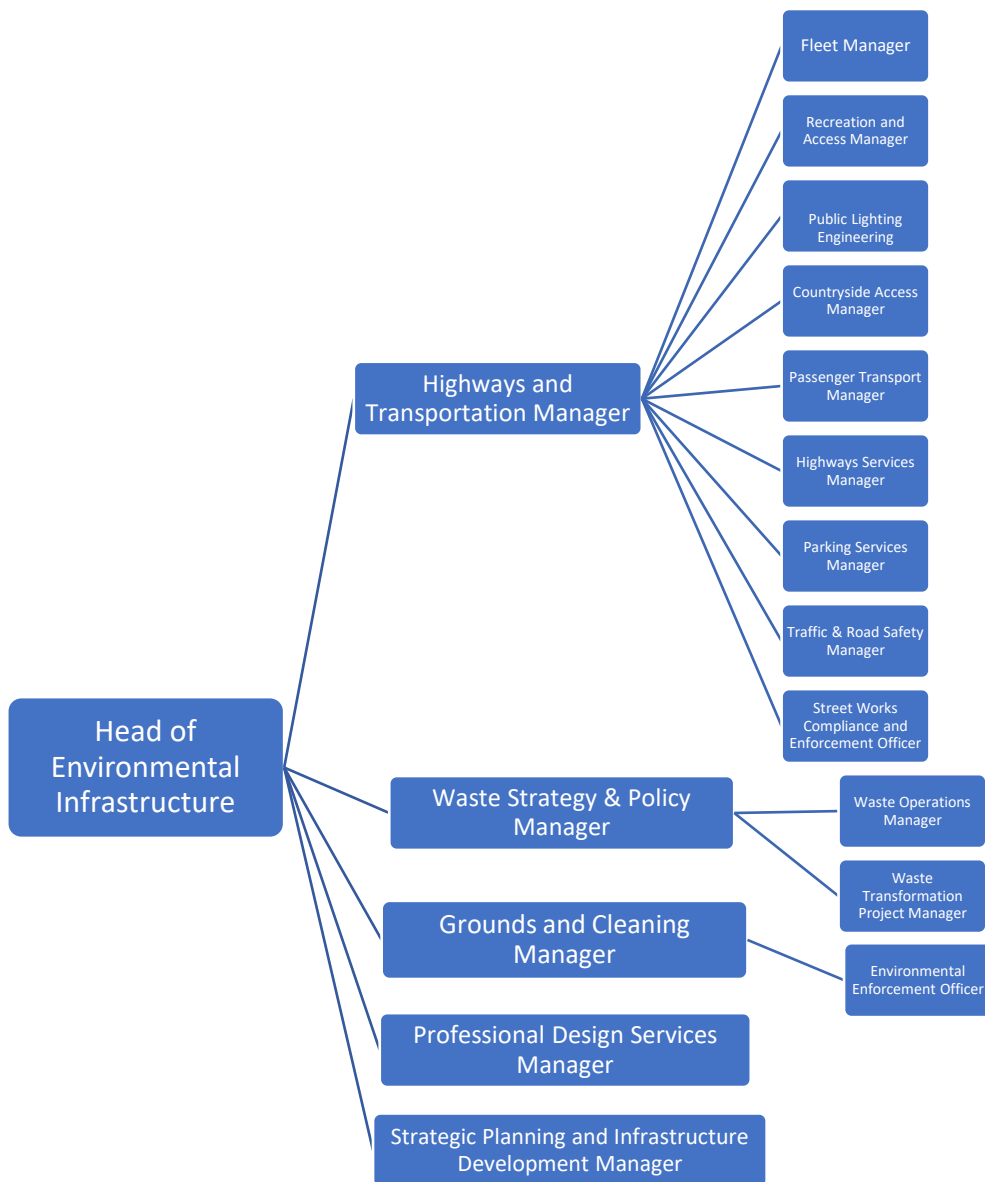 Fleet Manager
Recreation and
Access Manager
Public Lighting
Engineering
Countryside Access
Manager
Passenger Transport
Manager
Highways and
Transportation Manager
Highways Services
Manager
Parking Services
Manager
Traffic & Road Safety
Manager
Street Works
Compliance and
Enforcement Officer
Head of
Environmental
Infrastructure
Waste Strategy & Policy
Manager
Waste Operations
Manager
Waste
Transformation
Project Manager
Grounds and Cleaning
Manager
Environmental
Enforcement Officer
Professional Design Services
Manager
Strategic Planning and Infrastructure
Development Manager